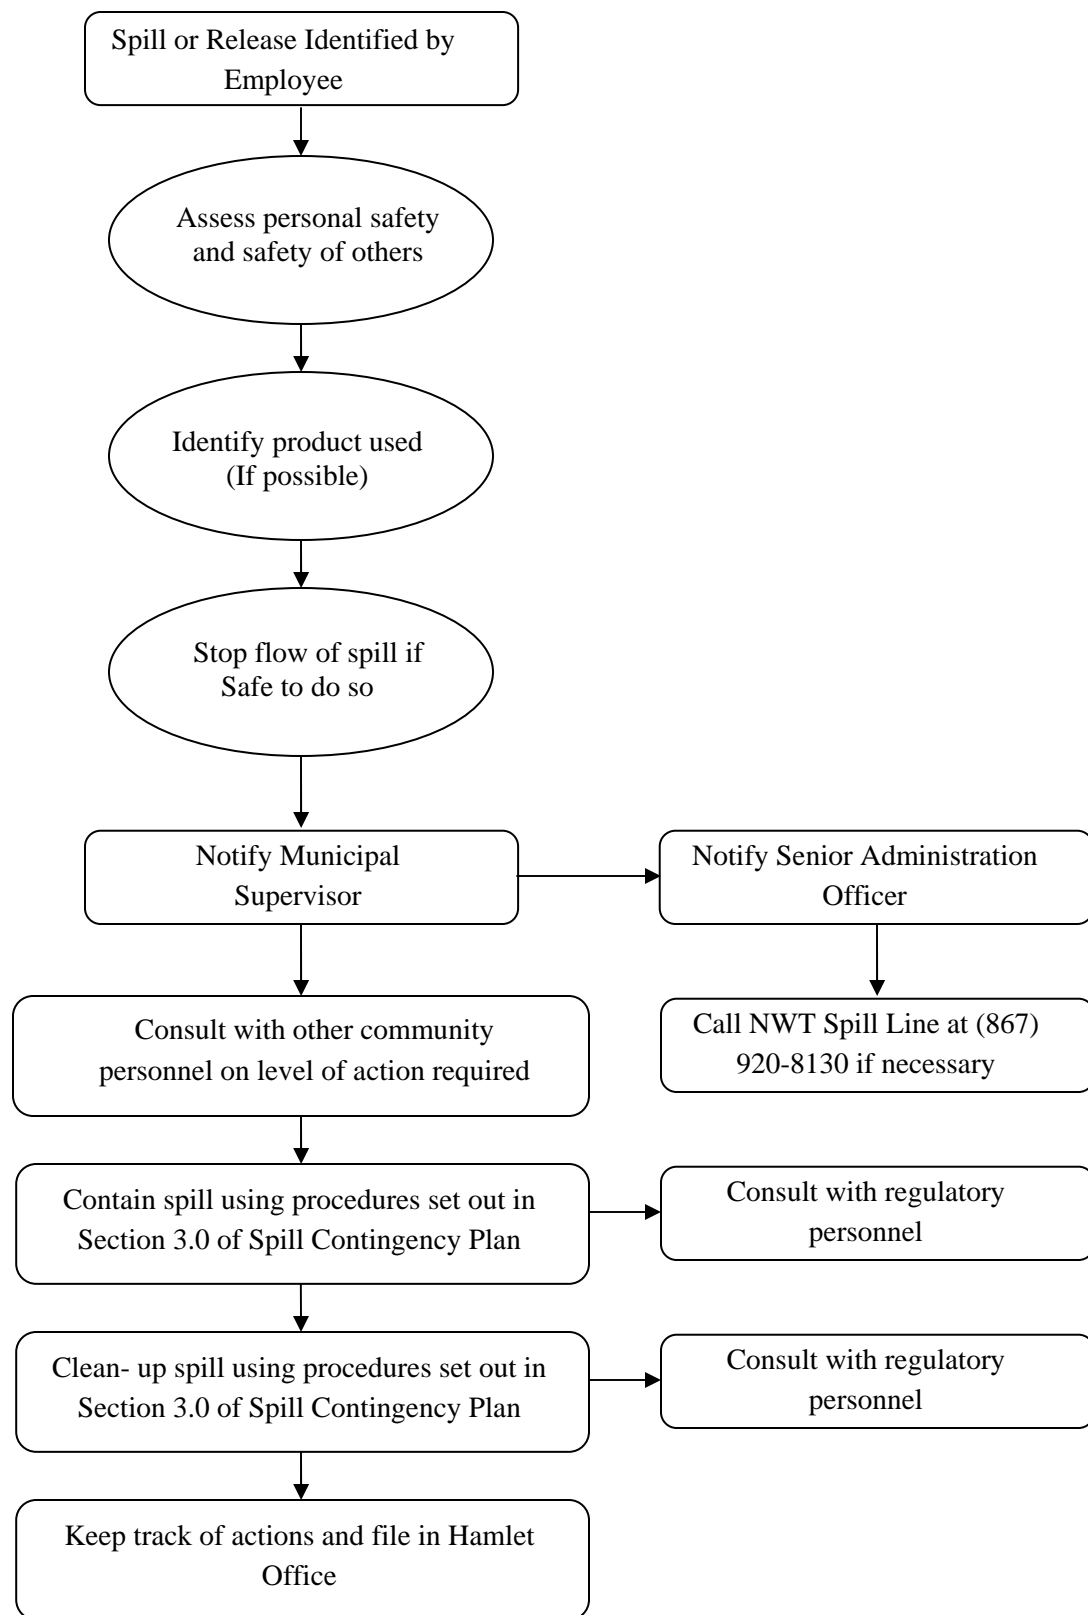 Spill or Release Identified by
Employee
Assess personal safety
and safety of others
Identify product used
(If possible)
Stop flow of spill if
Safe to do so
Notify Municipal
Supervisor
Notify Senior Administration
Officer
Consult with other community
personnel on level of action required
Call NWT Spill Line at (867)
920-8130 if necessary
Contain spill using procedures set out in
Section 3.0 of Spill Contingency Plan
Consult with regulatory
personnel
Clean- up spill using procedures set out in
Section 3.0 of Spill Contingency Plan
Consult with regulatory
personnel
Keep track of actions and file in Hamlet
Office